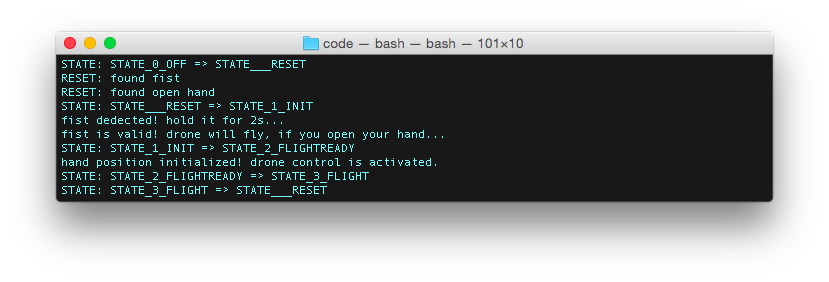 code — bash — bash — 101×10
STATE: STATE_0_OFF => STATE___RESET
RESET: found fist
RESET: found open hand
STATE: STATE___RESET => STATE_1_INIT
fist dedected! hold it for 2s...
fist is valid! drone will fly, if you open your hand...
STATE: STATE_1_INIT => STATE_2_FLIGHTREADY
hand position initialized! drone control is activated.
STATE: STATE_2_FLIGHTREADY => STATE_3_FLIGHT
STATE: STATE_3_FLIGHT => STATE___RESET